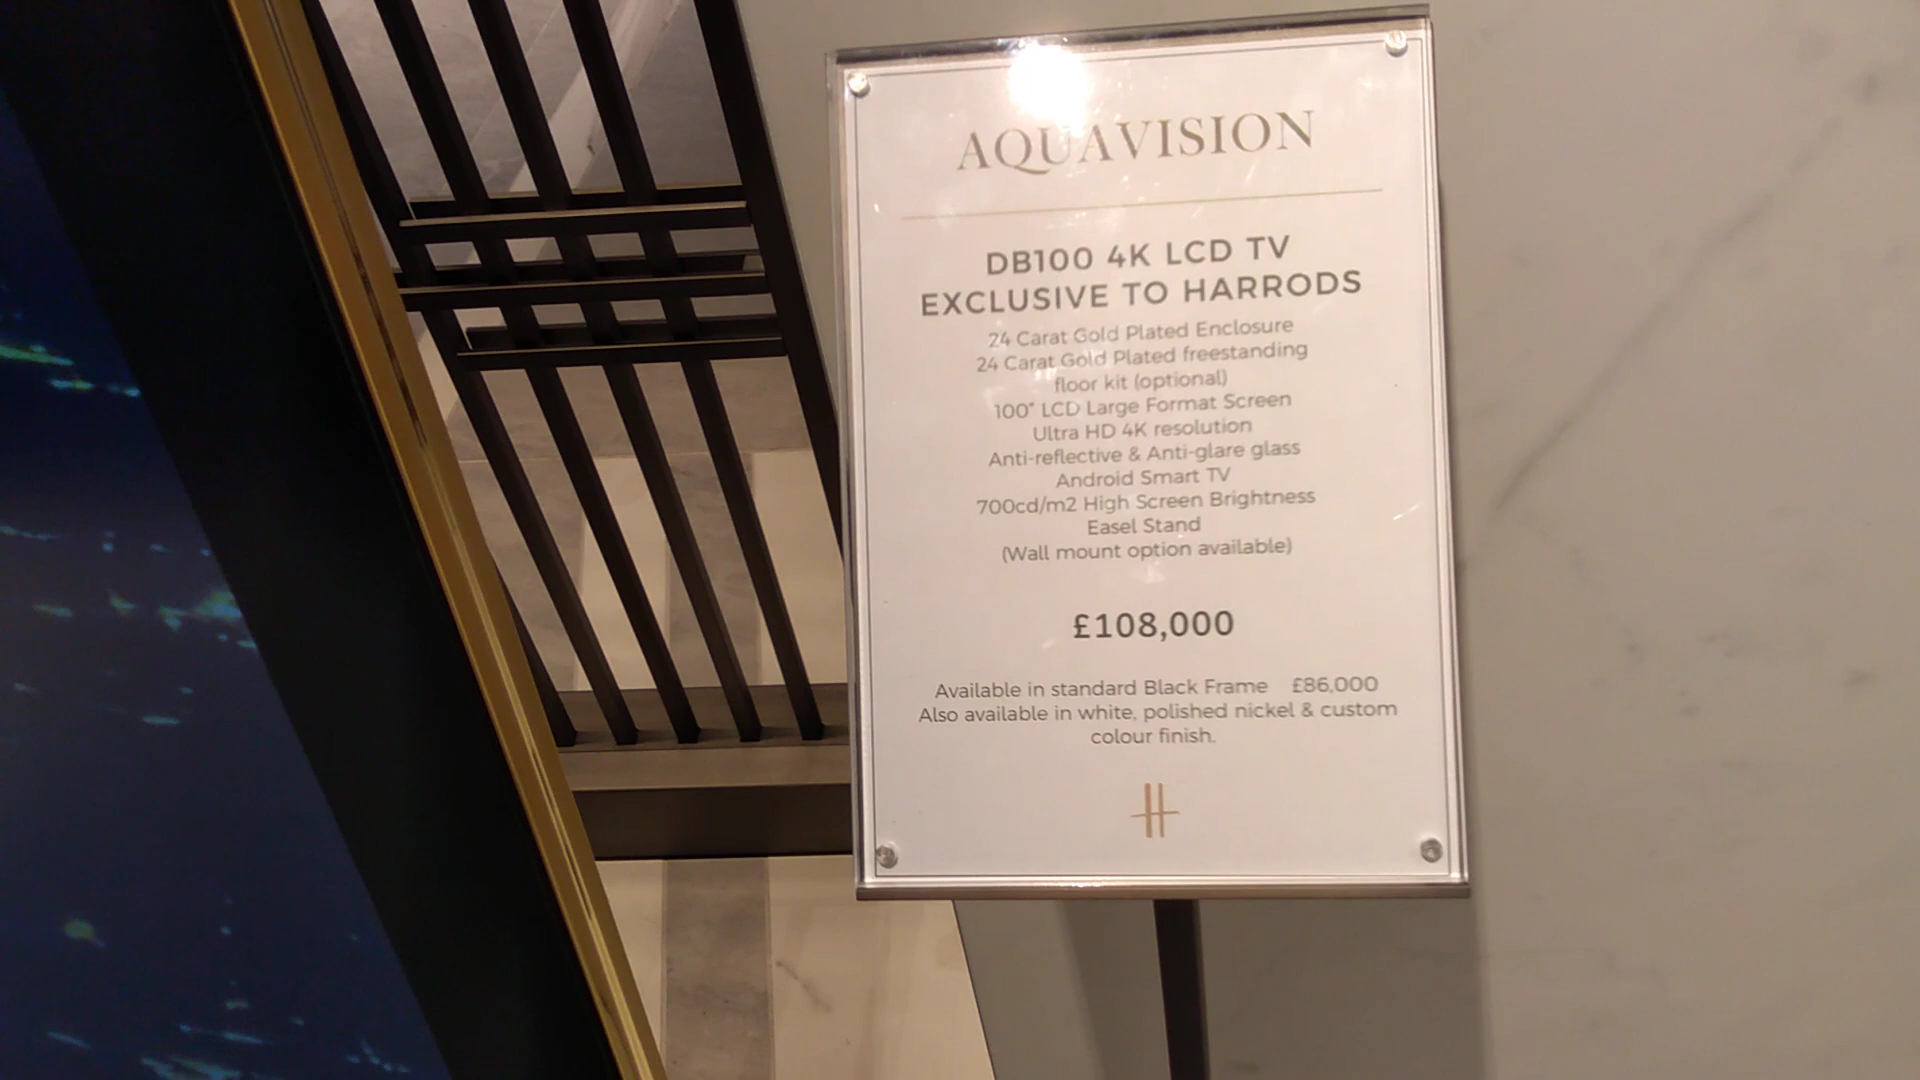 AQUAVISION
DB100 4K LCD TV
EXCLUSIVE TO HARRODS
24 Carat Gold Plated Enclosure
24 Carat Gold Plated freestanding
floor kit (optional)
100" LCD Large Format Screen
Ultra HD 4K resolution
Anti-reflective & Anti-glare glass
Android Smart TV
700cd/m2 High Screen Brightness
Easel Stand
(Wall mount option available)
£108,000
Available in standard Black Frame £86,000
Also available in white, polished nickel & custom
colour finish.
H